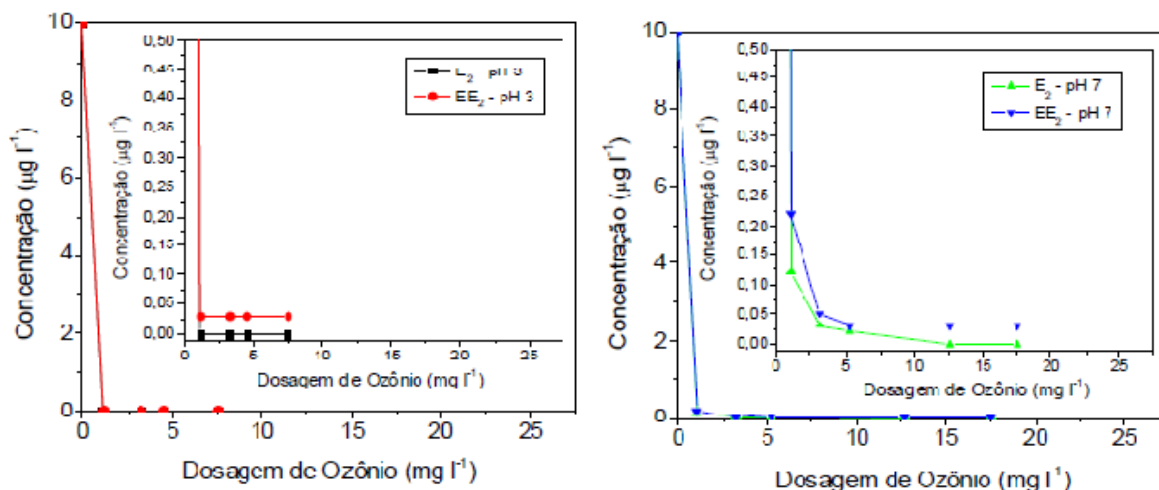 Concentração (µg l⁻¹)
10
8
6
4
2
0
Concentração (µg l⁻¹)
0,50
0,45
0,40
0,35
0,30
0,25
0,20
0,15
0,10
0,05
0,00
EE₂ - pH 3
0 5 10 15 20 25
Dosagem de Ozônio (mg l⁻¹)
0 5 10 15 20 25
Dosagem de Ozônio (mg l⁻¹)
Concentração (µg l⁻¹)
10
8
6
4
2
0
Concentração (µg l⁻¹)
0,50
0,45
0,40
0,35
0,30
0,25
0,20
0,15
0,10
0,05
0,00
E₂ - pH 7
EE₂ - pH 7
0 5 10 15 20 25
Dosagem de Ozônio (mg l⁻¹)
0 5 10 15 20 25
Dosagem de Ozônio (mg l⁻¹)